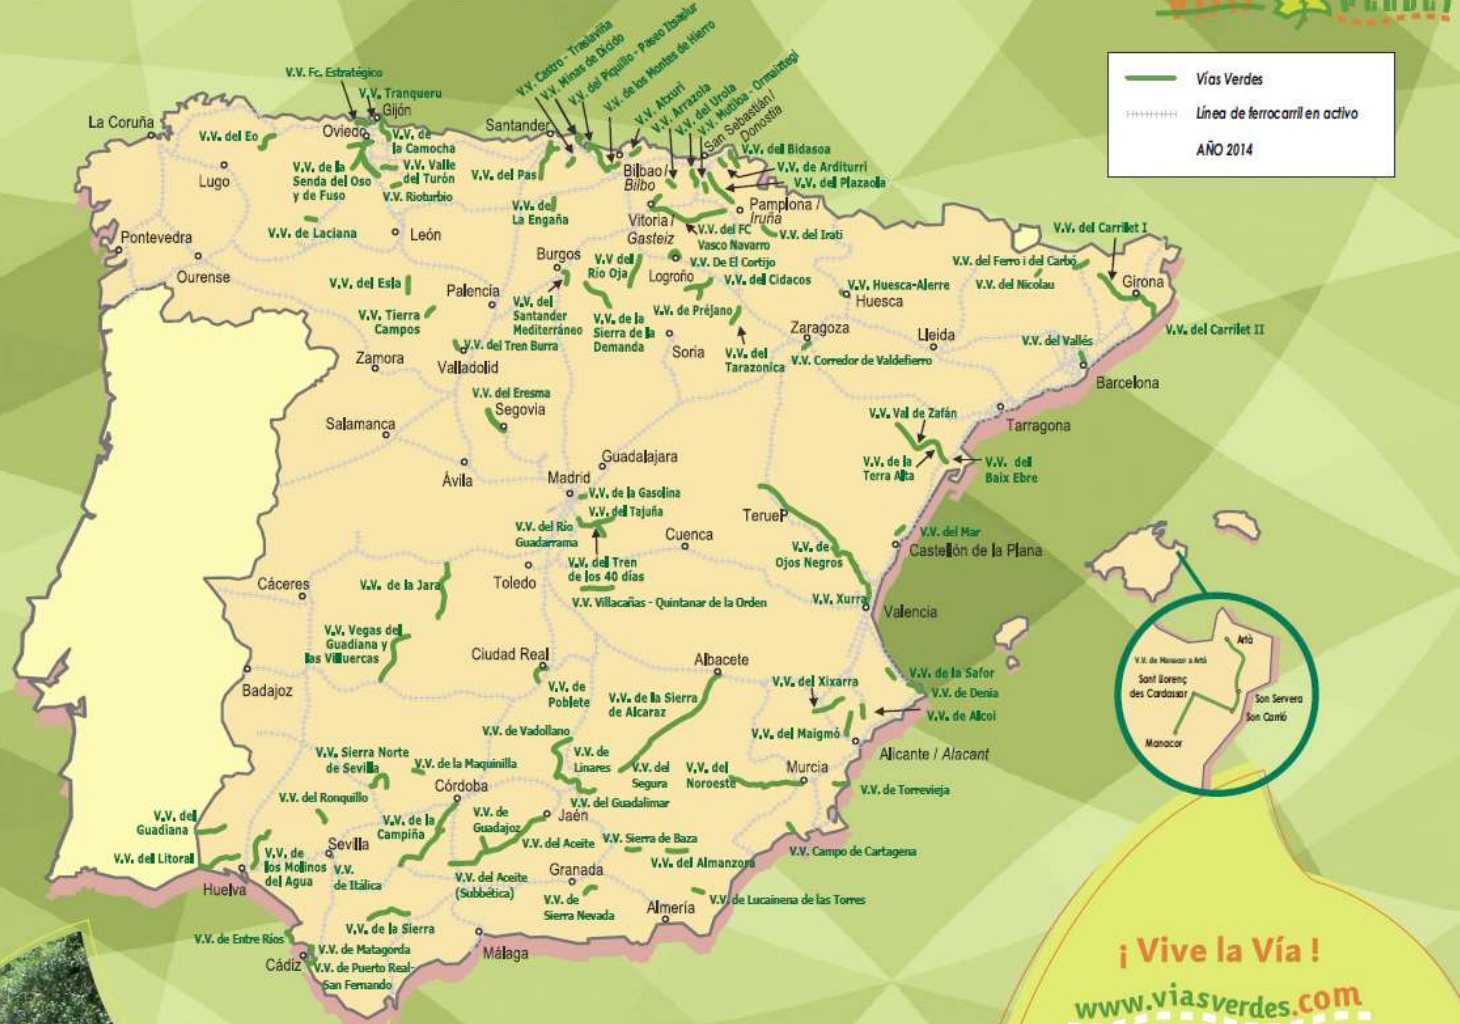 Vías Verdes
Línea de ferrocarril en activo
AÑO 2014
V.V. Castro - Traslaviña
V.V. Minas de Dícido
V.V. del Piquillo - Paseo Itsaslur
V.V. de los Montes de Hierro
V.V. Atxuri
V.V. Arrazola
V.V. del Urola
V.V. Mutiloa - Ormaiztegi
San Sebastián /
Donostia
V.V. Fc. Estratégico
V.V. Tranqueru
Gijón
La Coruña
V.V. del Eo
Oviedo
V.V. de
la Camocha
Santander
Lugo
V.V. de la
Senda del Oso
y de Fuso
V.V. Valle
del Turón
V.V. Rioturbio
V.V. del Pas
Bilbao /
Bilbo
V.V. del Bidasoa
V.V. de Arditurri
V.V. del Plazaola
V.V. de
La Engaña
Vitoria /
Gasteiz
Pamplona /
Iruña
V.V. del FC
Vasco Navarro
V.V. del Irati
Pontevedra
V.V. de Laciana
León
Ourense
Burgos
V.V del
Río Oja
V.V. De El Cortijo
Logroño
V.V. del Cidacos
V.V. del Carrilet I
V.V. del Ferro i del Carbó
V.V. del Nicolau
Girona
V.V. del Esla
Palencia
V.V. del
Santander
Mediterráneo
V.V. Huesca-Alerre
Huesca
V.V. Tierra
Campos
V.V. de la
Sierra de la
Demanda
V.V. de Préjano
Zaragoza
Lleida
V.V. del Carrilet II
Zamora
V.V. del Tren Burra
Valladolid
Soria
V.V. del
Tarazonica
V.V. Corredor de Valdefierro
V.V. del Vallés
Barcelona
V.V. del Eresma
Segovia
Salamanca
V.V. Val de Zafán
Tarragona
Ávila
Guadalajara
Madrid
V.V. de la
Terra Alta
V.V. del
Baix Ebre
V.V. de la Gasolina
V.V. del Tajuña
Teruel
V.V. del Río
Guadarrama
Cuenca
V.V. del Mar
Castellón de la Plana
V.V. de
Ojos Negros
V.V. del Tren
de los 40 días
Cáceres
V.V. de la Jara
Toledo
V.V. Villacañas - Quintanar de la Orden
V.V. Xurra
Valencia
V.V. Vegas del
Guadiana y
las Villuercas
Ciudad Real
Albacete
Artà
V.V. de Manacor a Artà
Sant Llorenç
des Cardassar
Son Servera
Son Carrió
Manacor
Badajoz
V.V. de
Poblete
V.V. de la Sierra
de Alcaraz
V.V. del Xixarra
V.V. de la Safor
V.V. de Denia
V.V. de Alcoi
V.V. de Vadollano
V.V. del Maigmó
Alicante / Alacant
V.V. Sierra Norte
de Sevilla
V.V. de la Maquinilla
V.V. de
Linares
V.V. del
Segura
V.V. del
Noroeste
Murcia
V.V. de Torrevieja
V.V. del Ronquillo
Córdoba
V.V. del Guadalimar
V.V. del
Guadiana
V.V. de la
Campiña
V.V. de
Guadajoz
Jaén
V.V. del Litoral
Sevilla
V.V. del Aceite
V.V. Sierra de Baza
V.V. Campo de Cartagena
Huelva
V.V. de
los Molinos
del Agua
V.V.
de Itálica
V.V. del Aceite
(Subbética)
Granada
V.V. del Almanzora
V.V. de
Sierra Nevada
Almería
V.V. de Lucainena de las Torres
V.V. de Entre Ríos
V.V. de la Sierra
V.V. de Matagorda
Cádiz
V.V. de Puerto Real-
San Fernando
Málaga
¡ Vive la Vía !
www.viasverdes.com